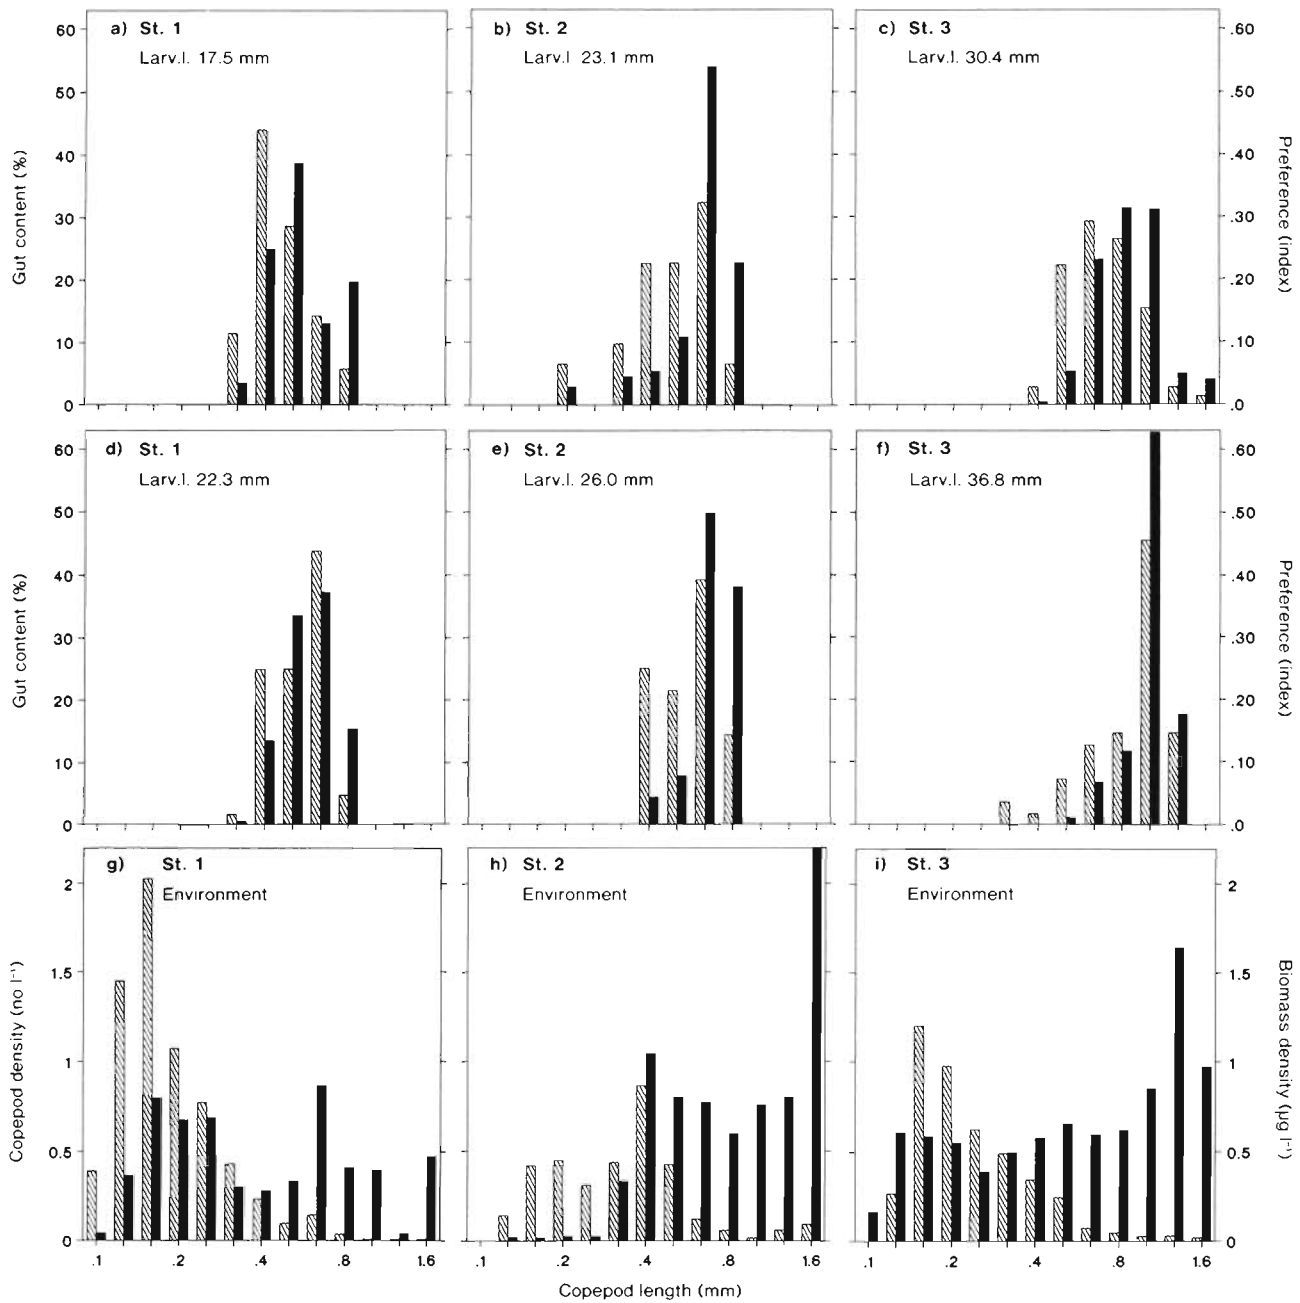 a) St. 1
Larv.l. 17.5 mm
b) St. 2
Larv.l. 23.1 mm
c) St. 3
Larv.l. 30.4 mm
60
50
40
30
20
10
0
Gut content (%)
.60
.50
.40
.30
.20
.10
.0
Preference (index)
d) St. 1
Larv.l. 22.3 mm
e) St. 2
Larv.l. 26.0 mm
f) St. 3
Larv.l. 36.8 mm
60
50
40
30
20
10
0
Gut content (%)
.60
.50
.40
.30
.20
.10
.0
Preference (index)
g) St. 1
Environment
h) St. 2
Environment
i) St. 3
Environment
2
1.5
1
0.5
0
Copepod density (no l⁻¹)
2
1.5
1
0.5
0
Biomass density (µg l⁻¹)
.1 .2 .4 .8 1.6
.1 .2 .4 .8 1.6
.1 .2 .4 .8 1.6
Copepod length (mm)